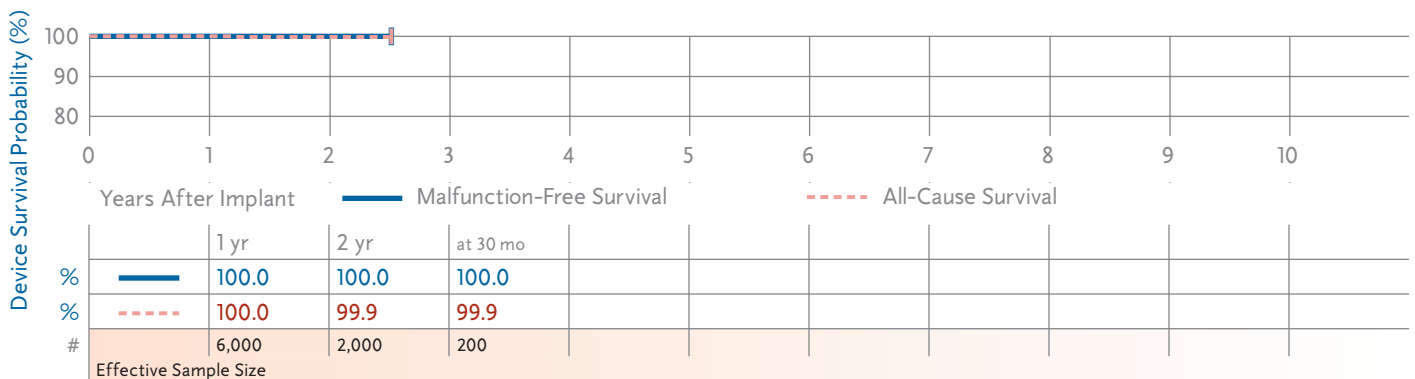 Device Survival Probability (%)
100
90
80
0 1 2 3 4 5 6 7 8 9 10
Years After Implant Malfunction-Free Survival All-Cause Survival
1 yr 2 yr at 30 mo
% 100.0 100.0 100.0
% 100.0 99.9 99.9
# 6,000 2,000 200
Effective Sample Size